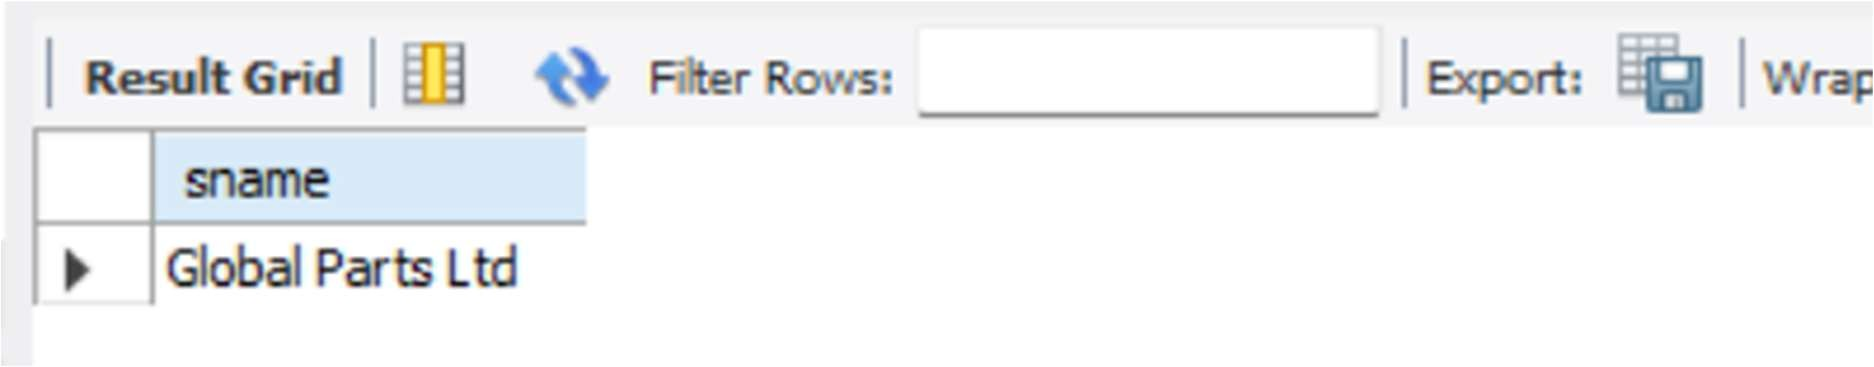 Result Grid Filter Rows: Export: Wrap
sname
Global Parts Ltd